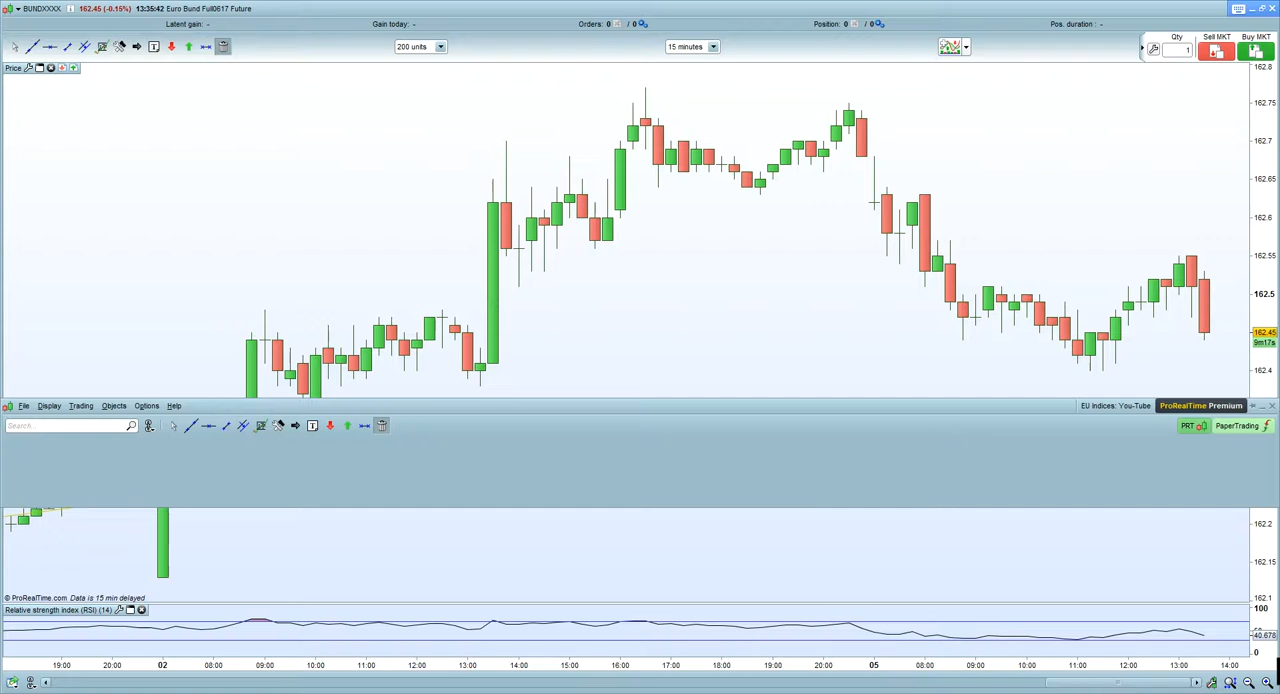 BUNDXXXX 162.45 (-0.15%) 13:35:42 Euro Bund Full0617 Future
Latent gain: - Gain today: - Orders: 0 / 0 Position: 0 / 0 Pos. duration : -
200 units 15 minutes Qty 1 Sell MKT Buy MKT
Price
162.8
162.75
162.7
162.65
162.6
162.55
162.5
162.45
9m17s
162.4
File Display Trading Objects Options Help EU Indices: You-Tube ProRealTime Premium
Search... PRT PaperTrading
162.2
162.15
162.1
© ProRealTime.com Data is 15 min delayed
Relative strength index (RSI) (14) 100
40.678
0
19:00 20:00 02 08:00 09:00 10:00 11:00 12:00 13:00 14:00 15:00 16:00 17:00 18:00 19:00 20:00 05 08:00 09:00 10:00 11:00 12:00 13:00 14:00